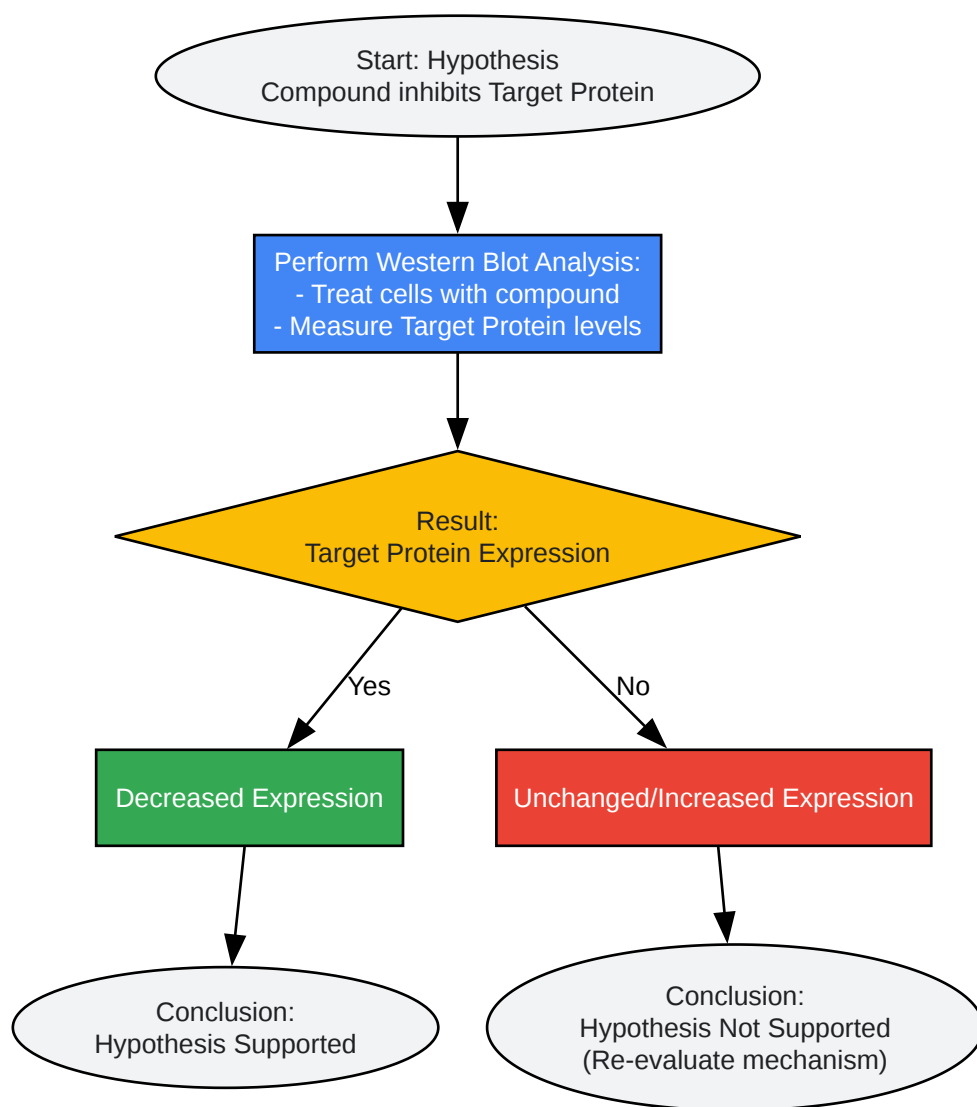 Start: Hypothesis
Compound inhibits Target Protein
Perform Western Blot Analysis:
- Treat cells with compound
- Measure Target Protein levels
Result:
Target Protein Expression
Yes
No
Decreased Expression
Unchanged/Increased Expression
Conclusion:
Hypothesis Supported
Conclusion:
Hypothesis Not Supported
(Re-evaluate mechanism)